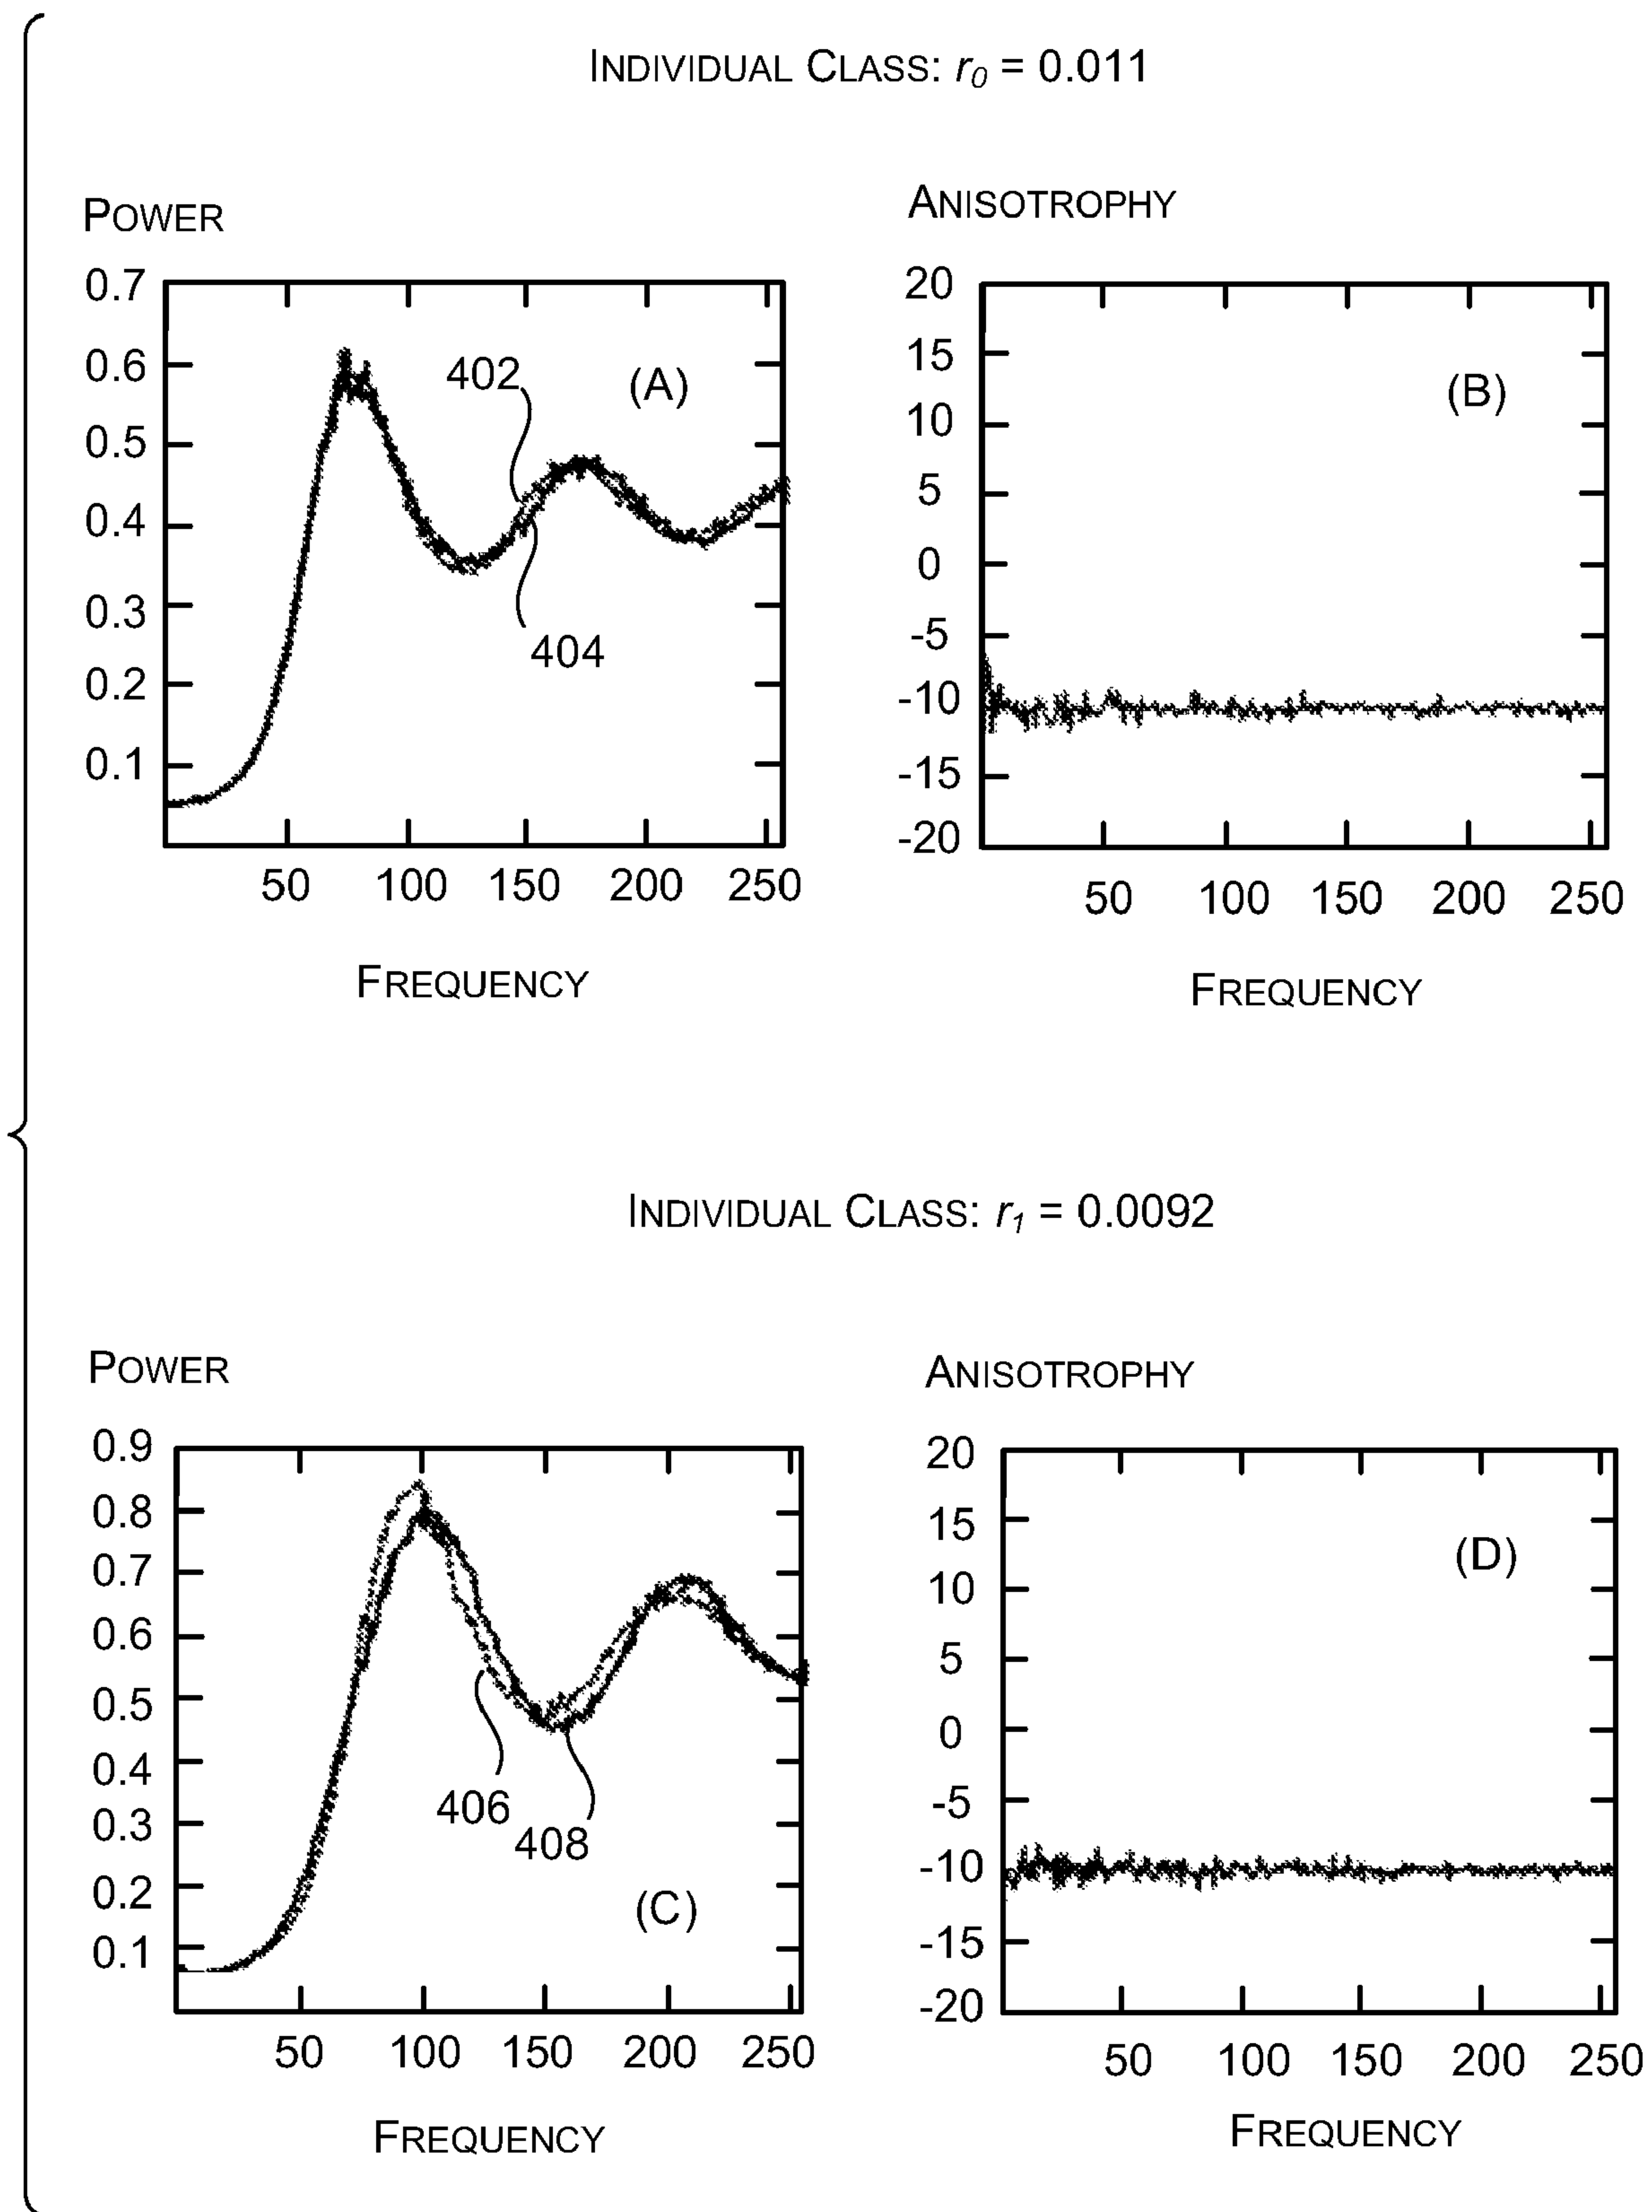 INDIVIDUAL CLASS: r0 = 0.011
POWER
0.7
0.6
0.5
0.4
0.3
0.2
0.1
402
404
(A)
50 100 150 200 250
FREQUENCY
ANISOTROPHY
20
15
10
5
0
-5
-10
-15
-20
(B)
50 100 150 200 250
FREQUENCY
INDIVIDUAL CLASS: r1 = 0.0092
POWER
0.9
0.8
0.7
0.6
0.5
0.4
0.3
0.2
0.1
406
408
(C)
50 100 150 200 250
FREQUENCY
ANISOTROPHY
20
15
10
5
0
-5
-10
-15
-20
(D)
50 100 150 200 250
FREQUENCY